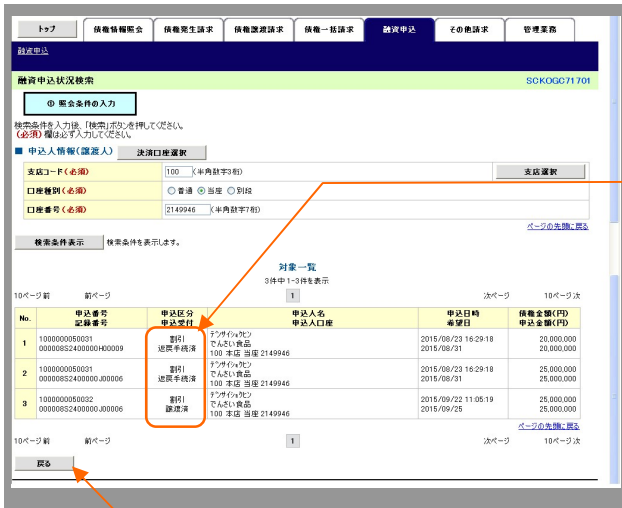 トップ 債権情報照会 債権発生請求 債権譲渡請求 債権一括請求 融資申込 その他請求 管理業務
融資申込
融資申込状況検索 SCKOGC71701
① 照会条件の入力
検索条件を入力後、「検索」ボタンを押してください。
(必須)欄は必ず入力してください。
■ 申込人情報(譲渡人) 決済口座選択
支店コード(必須) 100 (半角数字3桁) 支店選択
口座種別(必須) 普通 当座 別段
口座番号(必須) 2149946 (半角数字7桁)
ページの先頭に戻る
検索条件表示 検索条件を表示します。
対象一覧
3件中 1-3件を表示
10ページ前 前ページ 1 次ページ 10ページ次
No. 申込番号 申込区分 申込人名 申込日時 債権金額(円)
記録番号 申込受付 申込人口座 希望日 申込金額(円)
1 1000000050031 割引 デンサイショクヒン 2015/08/23 16:29:18 20,000,000
000008S2400000H00009 返戻手続済 でんさい食品 2015/08/31 20,000,000
100 本店 当座 2149946
2 1000000050031 割引 デンサイショクヒン 2015/08/23 16:29:18 25,000,000
000008S2400000J00006 返戻手続済 でんさい食品 2015/08/31 25,000,000
100 本店 当座 2149946
3 1000000050032 割引 デンサイショクヒン 2015/09/22 11:05:19 25,000,000
000008S2400000J00006 譲渡済 でんさい食品 2015/09/25 25,000,000
100 本店 当座 2149946
ページの先頭に戻る
10ページ前 前ページ 1 次ページ 10ページ次
戻る